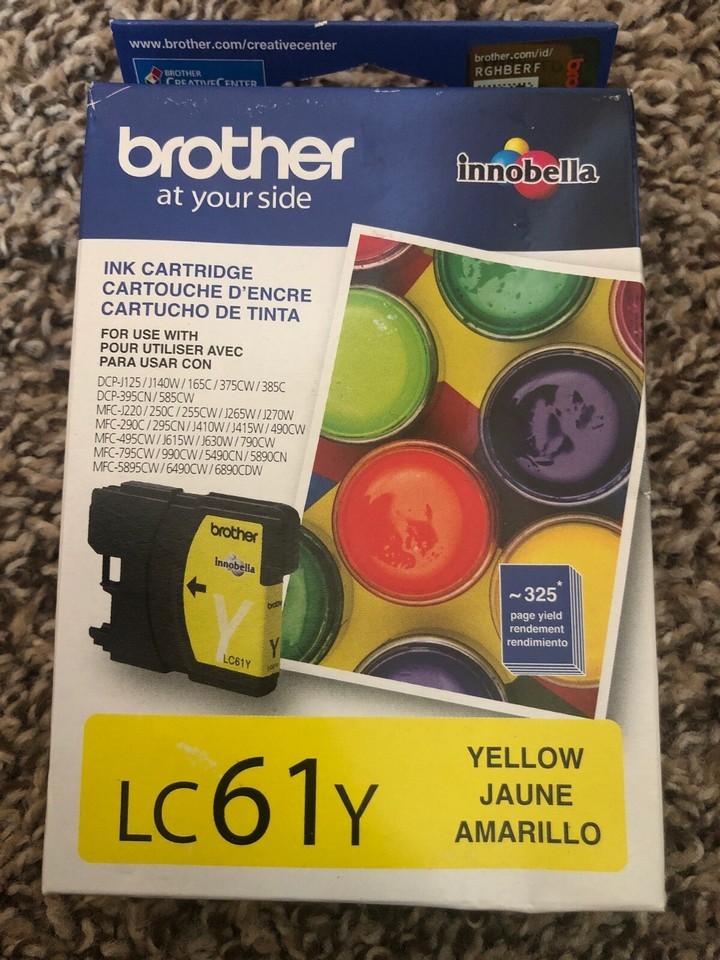 www.brother.com/creativecenter
BROTHER
CREATIVECENTER
brother.com/id/
RGHBERF
bro
brother
at your side
innobella
INK CARTRIDGE
CARTOUCHE D'ENCRE
CARTUCHO DE TINTA
FOR USE WITH
POUR UTILISER AVEC
PARA USAR CON
DCP-J125 / J140W / 165C / 375CW / 385C
DCP-395CN / 585CW
MFC-J220 / 250C / 255CW / J265W / J270W
MFC-290C / 295CN / J410W / J415W / 490CW
MFC-495CW / J615W / J630W / 790CW
MFC-795CW / 990CW / 5490CN / 5890CN
MFC-5895CW / 6490CW / 6890CDW
brother
innobella
Y
LC61Y
brother
Y
~325*
page yield
rendement
rendimiento
LC61Y
YELLOW
JAUNE
AMARILLO